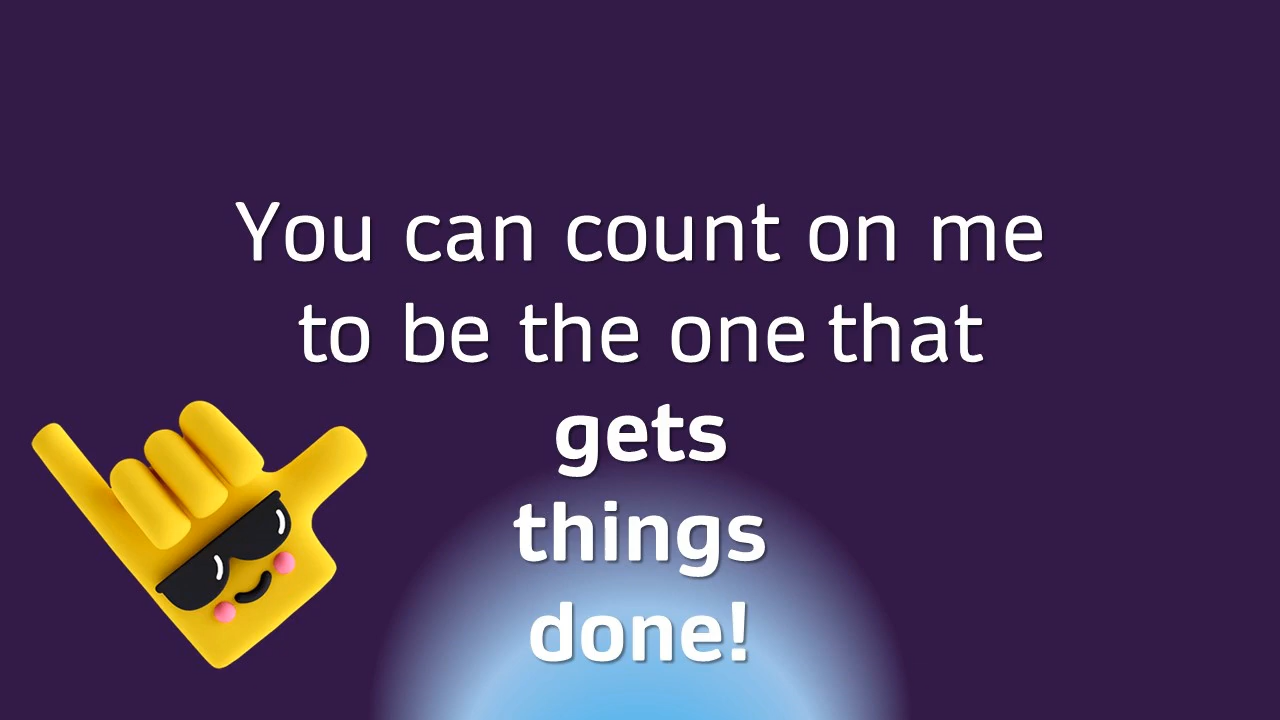 You can count on me
to be the one that
gets
things
done!